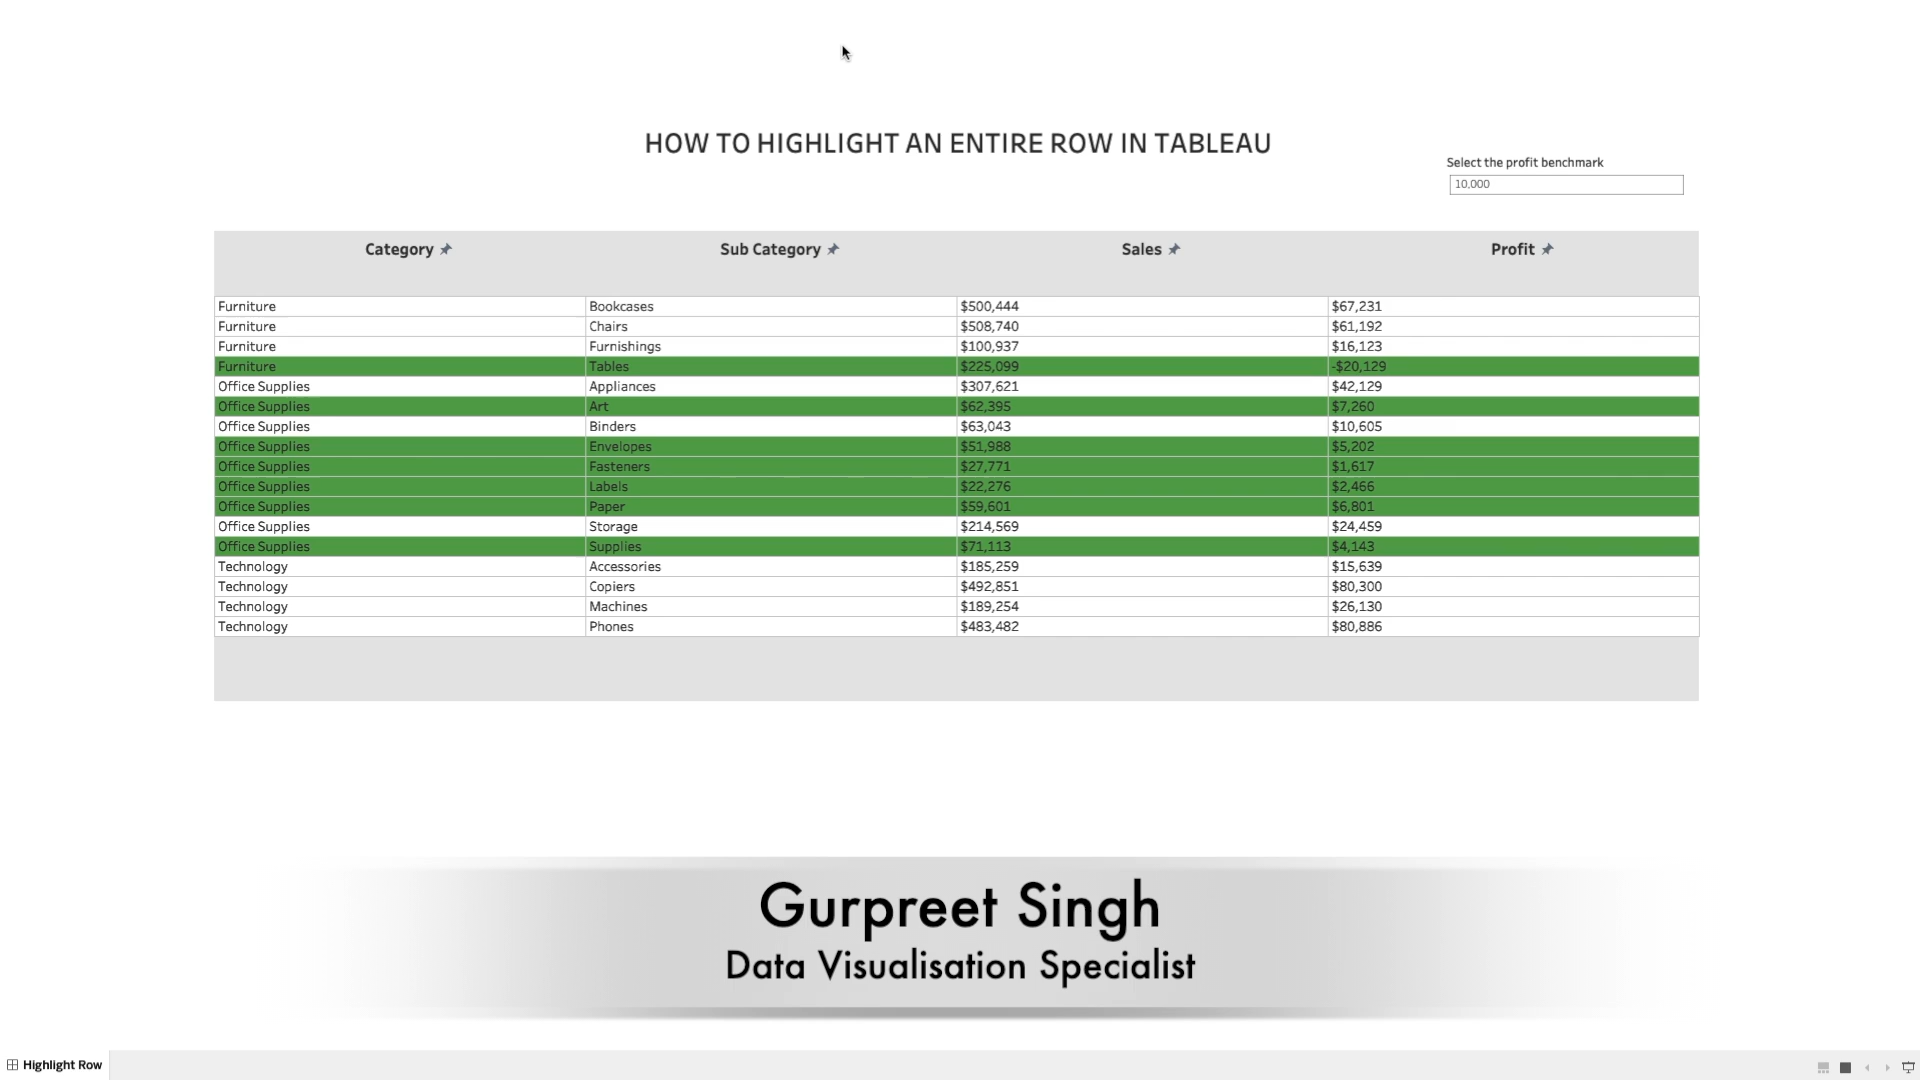 HOW TO HIGHLIGHT AN ENTIRE ROW IN TABLEAU
Select the profit benchmark
10,000
Category Sub Category Sales Profit
Furniture Bookcases $500,444 $67,231
Furniture Chairs $508,740 $61,192
Furniture Furnishings $100,937 $16,123
Furniture Tables $225,099 -$20,129
Office Supplies Appliances $307,621 $42,129
Office Supplies Art $62,395 $7,260
Office Supplies Binders $63,043 $10,605
Office Supplies Envelopes $51,988 $5,202
Office Supplies Fasteners $27,771 $1,617
Office Supplies Labels $22,276 $2,466
Office Supplies Paper $59,601 $6,801
Office Supplies Storage $214,569 $24,459
Office Supplies Supplies $71,113 $4,143
Technology Accessories $185,259 $15,639
Technology Copiers $492,851 $80,300
Technology Machines $189,254 $26,130
Technology Phones $483,482 $80,886
Gurpreet Singh
Data Visualisation Specialist
Highlight Row